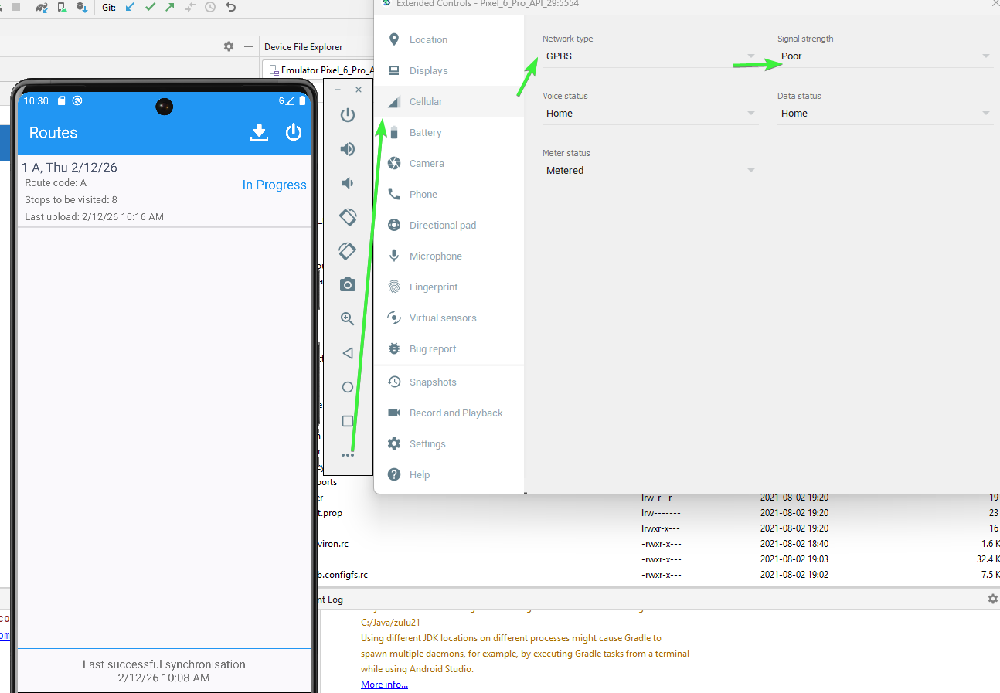 Git:
Device File Explorer
Emulator Pixel_6_Pro_A
10:30
G
Routes
1 A, Thu 2/12/26
Route code: A
In Progress
Stops to be visited: 8
Last upload: 2/12/26 10:16 AM
Last successful synchronisation
2/12/26 10:08 AM
Extended Controls - Pixel_6_Pro_API_29:5554
Location
Displays
Cellular
Battery
Camera
Phone
Directional pad
Microphone
Fingerprint
Virtual sensors
Bug report
Snapshots
Record and Playback
Settings
Help
Network type
GPRS
Signal strength
Poor
Voice status
Home
Data status
Home
Meter status
Metered
ports
er lrw-r--r-- 2021-08-02 19:20 19
t.prop lrw------- 2021-08-02 19:20 23
lrwxr-x--- 2021-08-02 19:20 16
viron.rc -rwxr-x--- 2021-08-02 18:40 1.6 K
-rwxr-x--- 2021-08-02 19:03 32.4 K
b.configfs.rc -rwxr-x--- 2021-08-02 19:02 7.5 K
nt Log
C:/Java/zulu21
Using different JDK locations on different processes might cause Gradle to
spawn multiple daemons, for example, by executing Gradle tasks from a terminal
while using Android Studio.
More info...